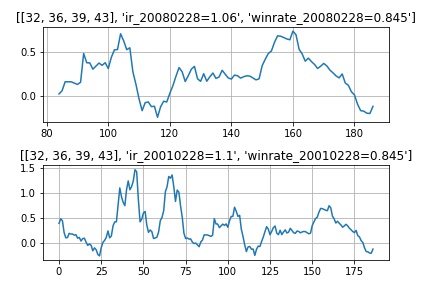 [[32, 36, 39, 43], 'ir_20080228=1.06', 'winrate_20080228=0.845']
0.5
0.0
80 100 120 140 160 180
[[32, 36, 39, 43], 'ir_20010228=1.1', 'winrate_20010228=0.845']
1.5
1.0
0.5
0.0
0 25 50 75 100 125 150 175